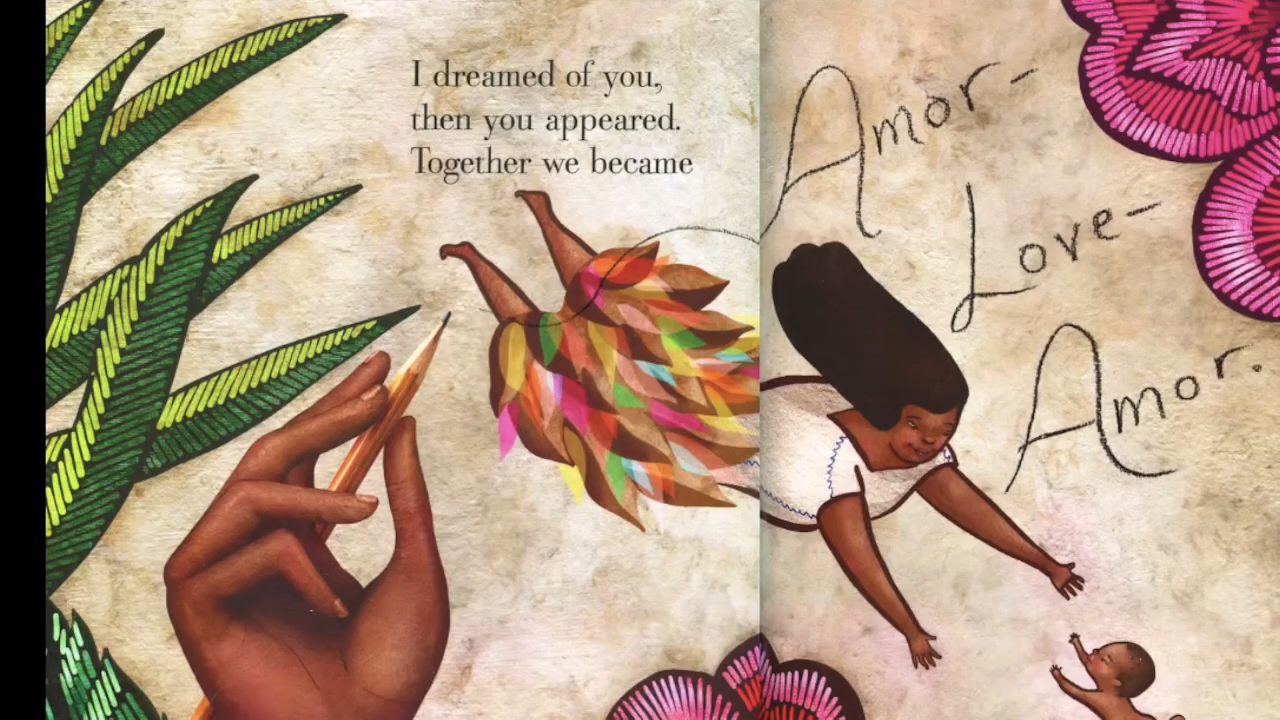 I dreamed of you,
then you appeared.
Together we became
Amor-
Love-
Amor.